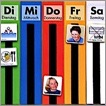 Di Mi Do Fr Sa
Dienstag Mittwoch Donnerstag Freitag Samstag